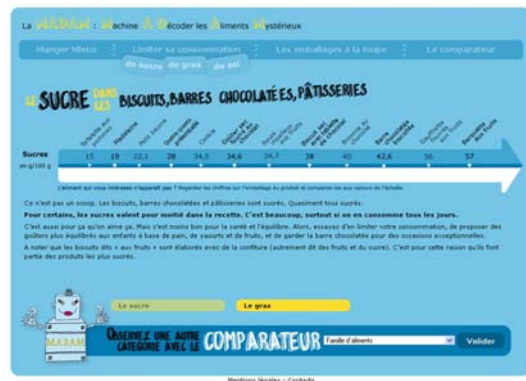 La MADAM : Machine A Décoder les Aliments Mystérieux
Manger Mieux
Limiter sa consommation
Les emballages à la loupe
Le comparateur
de sucre
de gras
de sel
LE SUCRE DANS LES BISCUITS, BARRES CHOCOLATÉES, PÂTISSERIES
Madeleine
Petit beurre
Cookie
Sucres
en g/100 g
15 19 22,1 28 34,5 34,6 34,7 38 40 42,6 56 57
L'aliment qui vous intéresse n'apparaît pas ? Regardez les chiffres sur l'emballage du produit et comparez-les aux valeurs de l'échelle.
Ce n'est pas un scoop. Les biscuits, barres chocolatées et pâtisseries sont sucrés. Quasiment tous sucrés.
Pour certains, les sucres valent pour moitié dans la recette. C'est beaucoup, surtout si on en consomme tous les jours.
C'est aussi pour ça qu'on aime ça. Mais c'est moins bon pour la santé et l'équilibre. Alors, essayez d'en limiter votre consommation, de proposer des
goûters plus équilibrés aux enfants à base de pain, de yaourts et de fruits, et de garder la barre chocolatée pour des occasions exceptionnelles.
A noter que les biscuits dits « aux fruits » sont élaborés avec de la confiture (autrement dit des fruits et du sucre). C'est pour cette raison qu'ils font
partie des produits les plus sucrés.
Le sucre
Le gras
MADAM
OBSERVEZ UNE AUTRE CATÉGORIE AVEC LE COMPARATEUR
Famille d'aliments
Valider
Mentions légales - Contacts